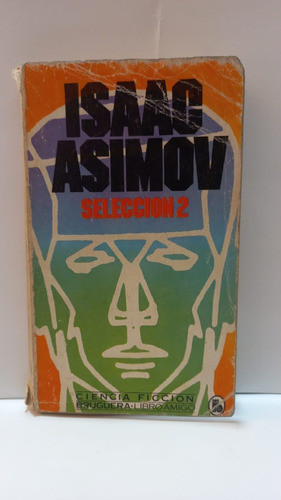 ISAAC
ASIMOV
SELECCION 2
CIENCIA FICCION
BRUGUERA·LIBRO AMIGO